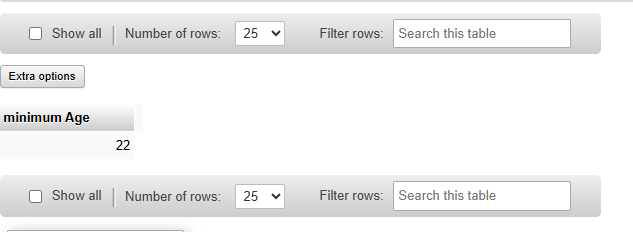 Show all Number of rows: 25 Filter rows: Search this table
Extra options
minimum Age
22
Show all Number of rows: 25 Filter rows: Search this table